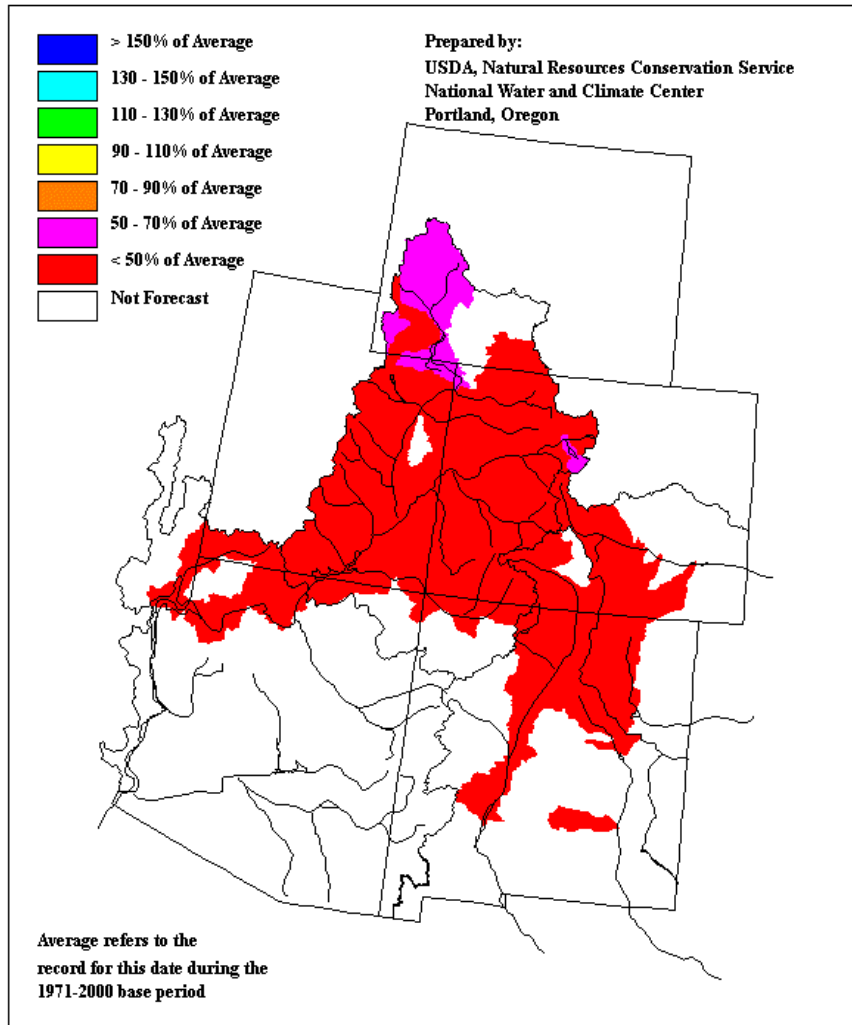 > 150% of Average
130 - 150% of Average
110 - 130% of Average
90 - 110% of Average
70 - 90% of Average
50 - 70% of Average
< 50% of Average
Not Forecast
Prepared by:
USDA, Natural Resources Conservation Service
National Water and Climate Center
Portland, Oregon
Average refers to the
record for this date during the
1971-2000 base period